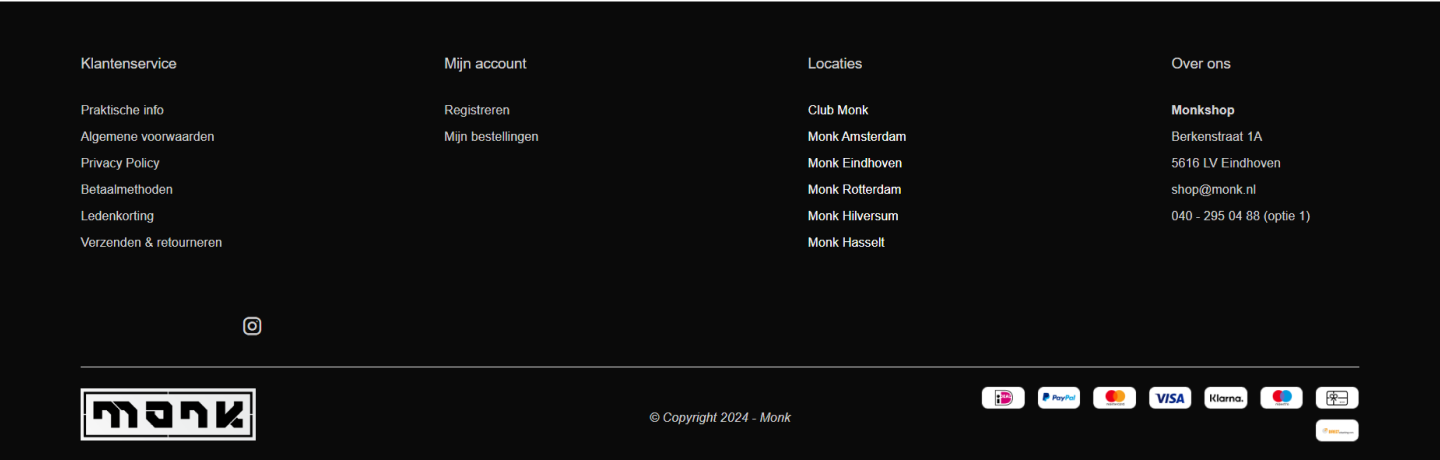 Klantenservice
Praktische info
Algemene voorwaarden
Privacy Policy
Betaalmethoden
Ledenkorting
Verzenden & retourneren
Mijn account
Registreren
Mijn bestellingen
Locaties
Club Monk
Monk Amsterdam
Monk Eindhoven
Monk Rotterdam
Monk Hilversum
Monk Hasselt
Over ons
Monkshop
Berkenstraat 1A
5616 LV Eindhoven
shop@monk.nl
040 - 295 04 88 (optie 1)
monk
© Copyright 2024 - Monk
PayPal
VISA
Klarna.